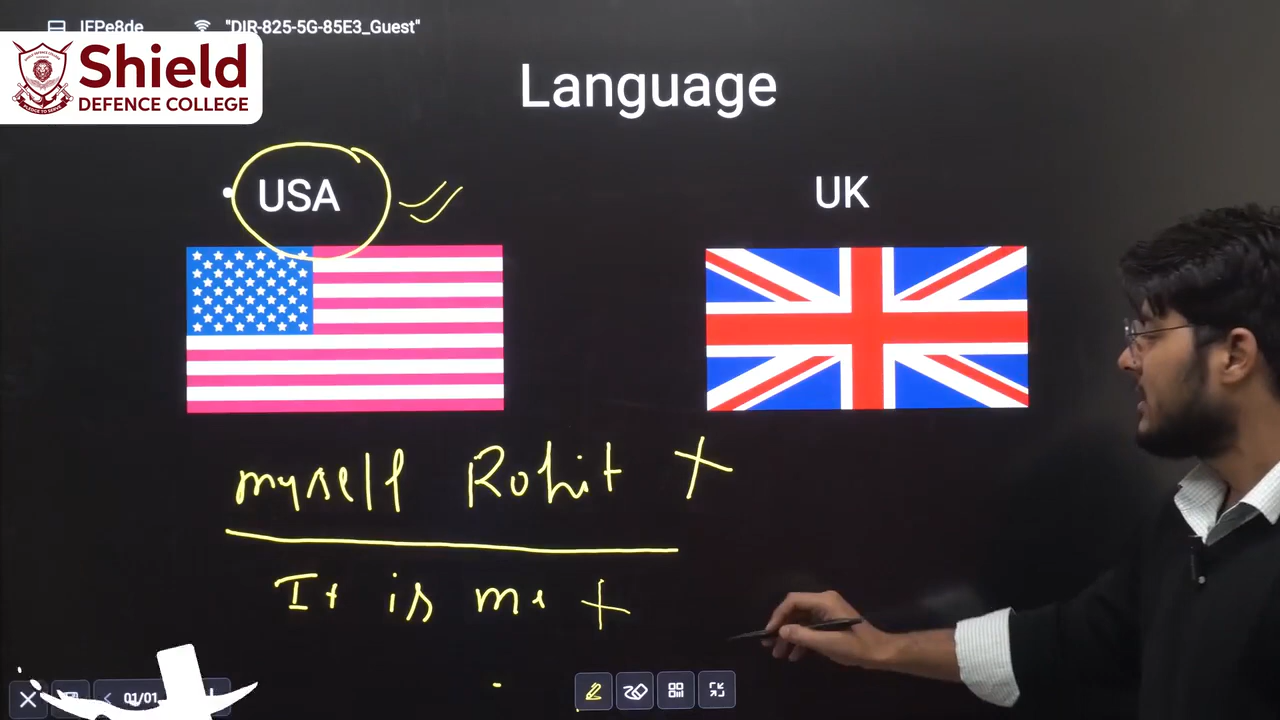 IFPe8de "DIR-825-5G-85E3_Guest"
Shield
DEFENCE COLLEGE
Language
USA
UK
myself Rohit
It is me
01/01